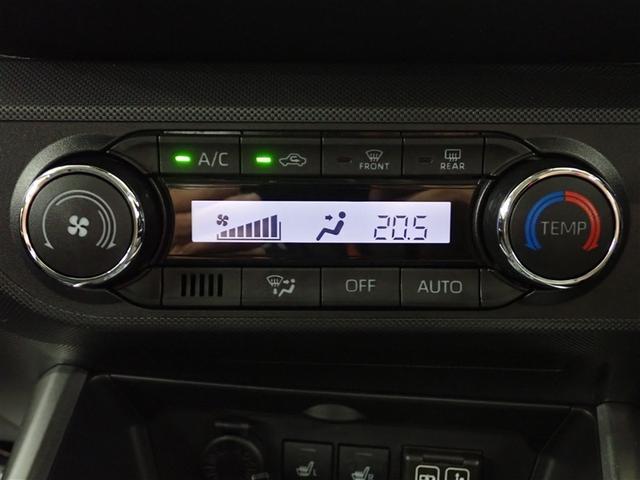 A/C
FRONT
REAR
20.5
TEMP
OFF
AUTO